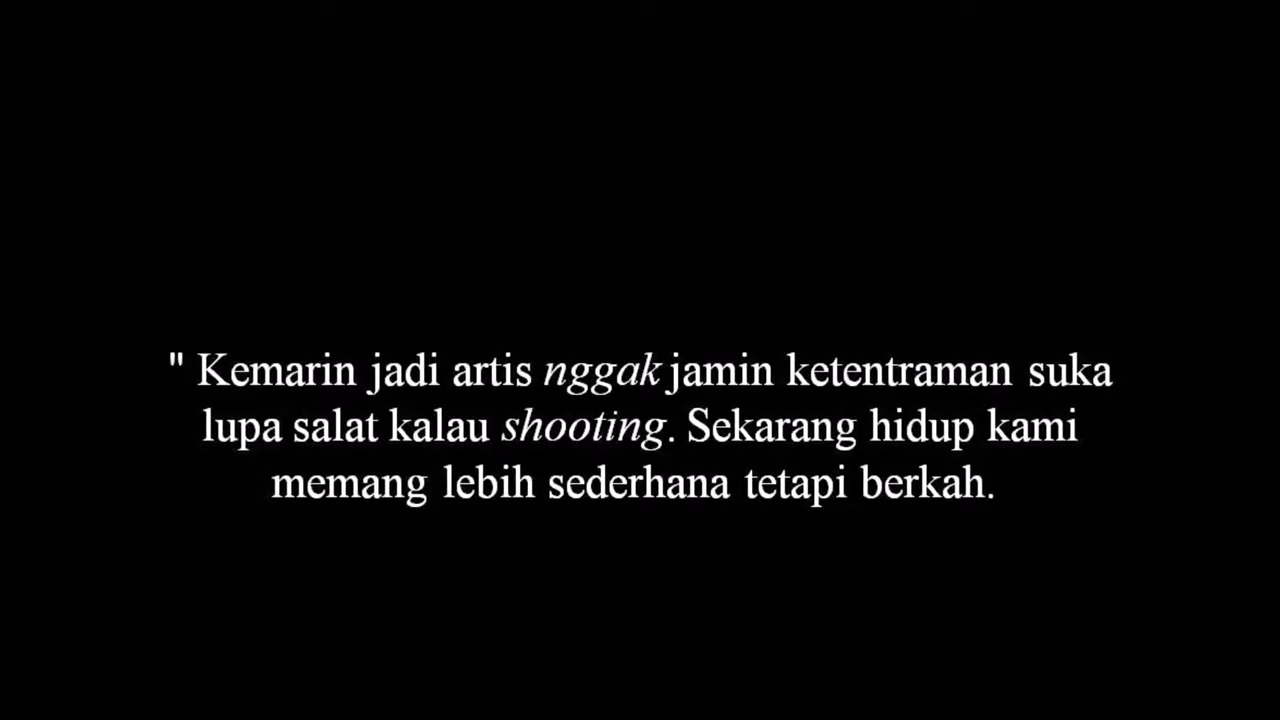 " Kemarin jadi artis nggak jamin ketentraman suka
lupa salat kalau shooting. Sekarang hidup kami
memang lebih sederhana tetapi berkah.